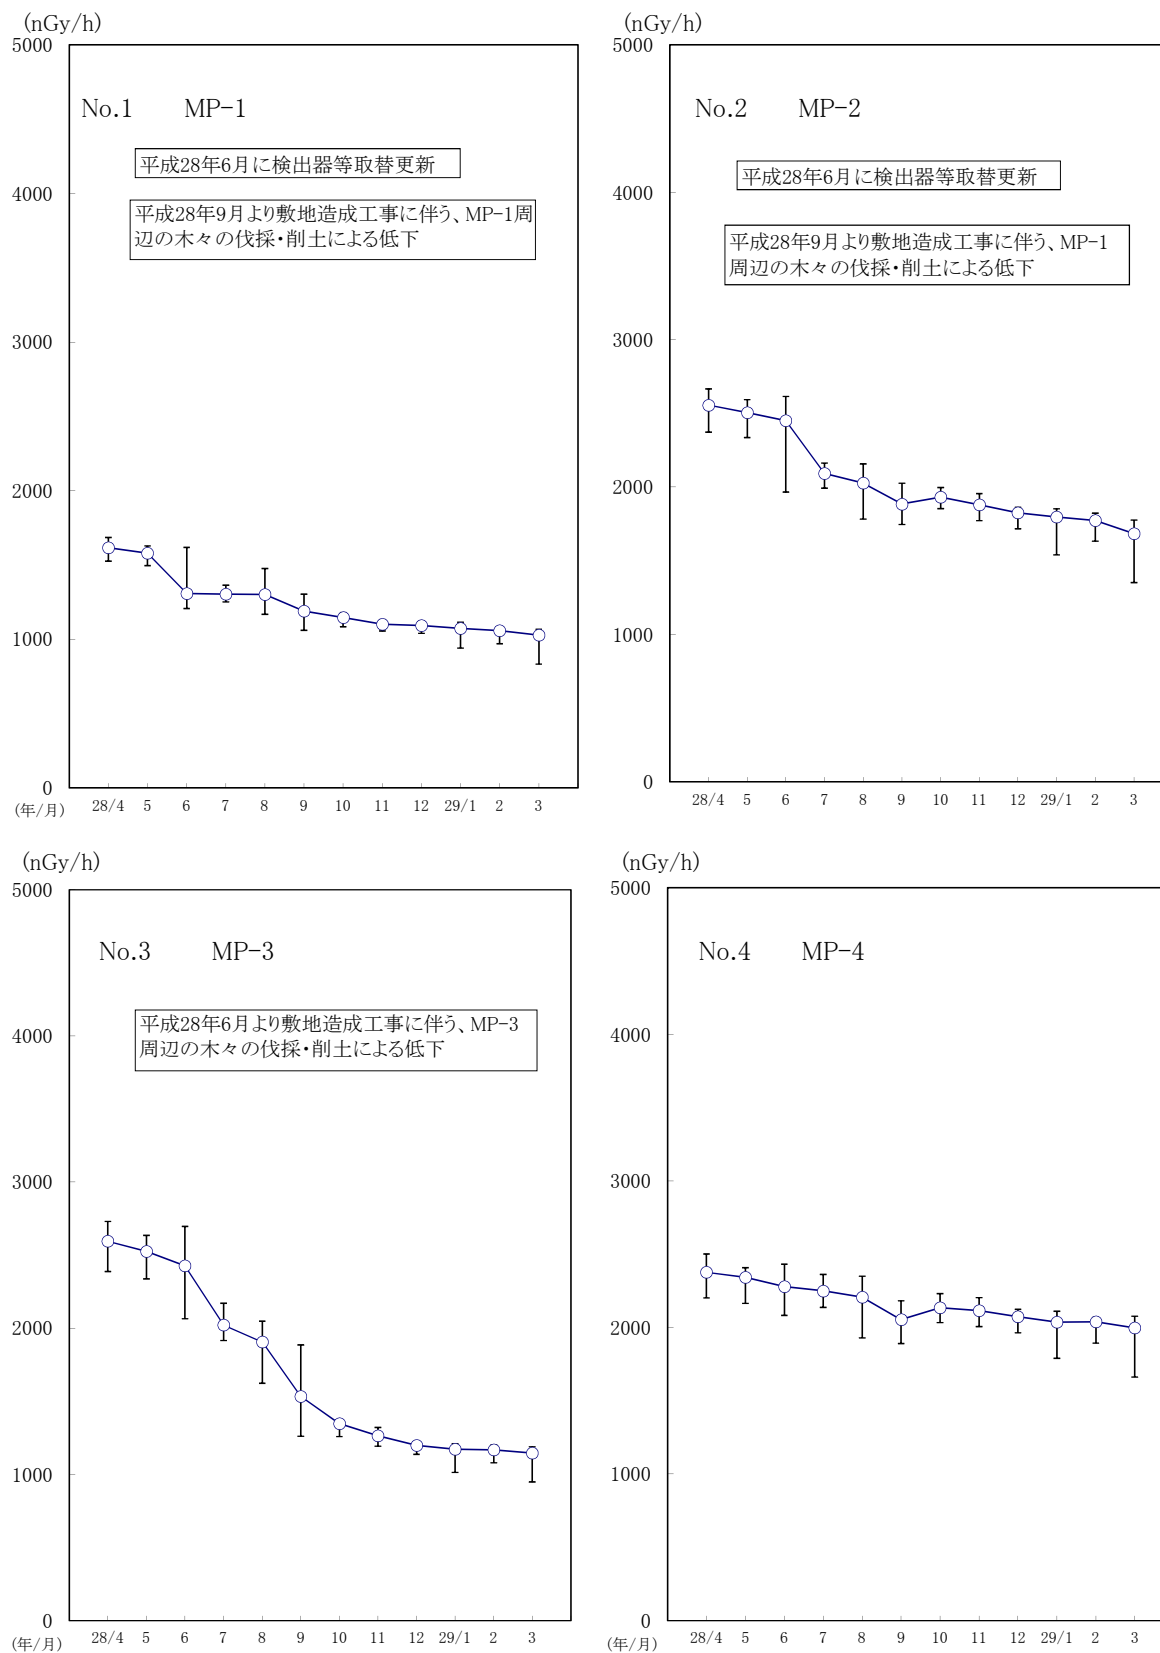 (nGy/h)
5000
No.1 MP-1
平成28年6月に検出器等取替更新
平成28年9月より敷地造成工事に伴う、MP-1周
辺の木々の伐採・削土による低下
4000
3000
2000
1000
0
(年/月) 28/4 5 6 7 8 9 10 11 12 29/1 2 3
(nGy/h)
5000
No.2 MP-2
平成28年6月に検出器等取替更新
4000
平成28年9月より敷地造成工事に伴う、MP-1
周辺の木々の伐採・削土による低下
3000
2000
1000
0
28/4 5 6 7 8 9 10 11 12 29/1 2 3
(nGy/h)
5000
No.3 MP-3
平成28年6月より敷地造成工事に伴う、MP-3
周辺の木々の伐採・削土による低下
4000
3000
2000
1000
0
(年/月) 28/4 5 6 7 8 9 10 11 12 29/1 2 3
(nGy/h)
5000
No.4 MP-4
4000
3000
2000
1000
0
(年/月) 28/4 5 6 7 8 9 10 11 12 29/1 2 3